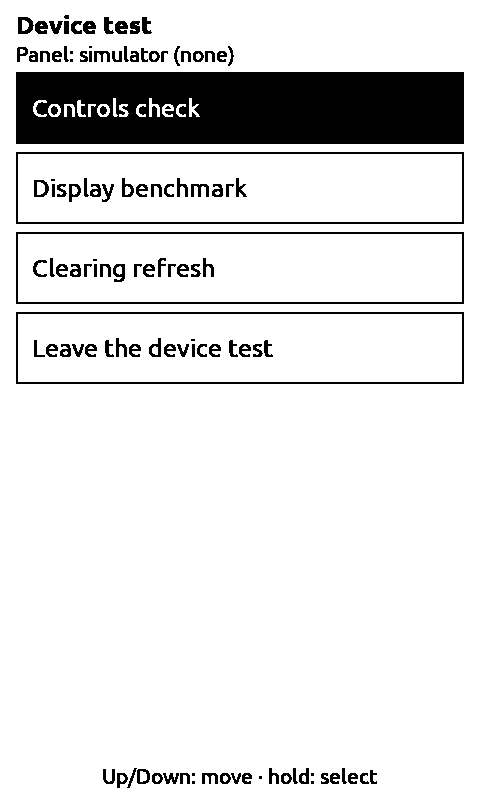 Device test
Panel: simulator (none)
Controls check
Display benchmark
Clearing refresh
Leave the device test
Up/Down: move · hold: select